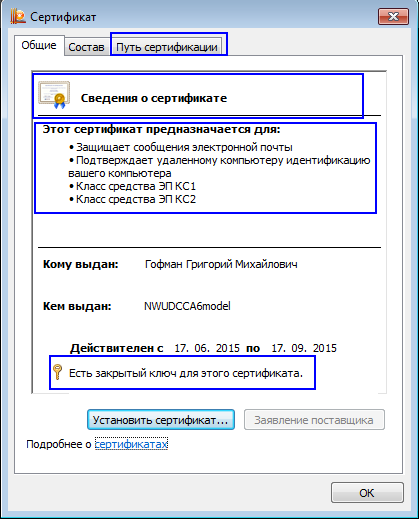 Сертификат
Общие Состав Путь сертификации
Сведения о сертификате
Этот сертификат предназначается для:
• Защищает сообщения электронной почты
• Подтверждает удаленному компьютеру идентификацию
вашего компьютера
• Класс средства ЭП КС1
• Класс средства ЭП КС2
Кому выдан: Гофман Григорий Михайлович
Кем выдан: NWUDCCA6model
Действителен с 17. 06. 2015 по 17. 09. 2015
Есть закрытый ключ для этого сертификата.
Установить сертификат... Заявление поставщика
Подробнее о сертификатах
ОК